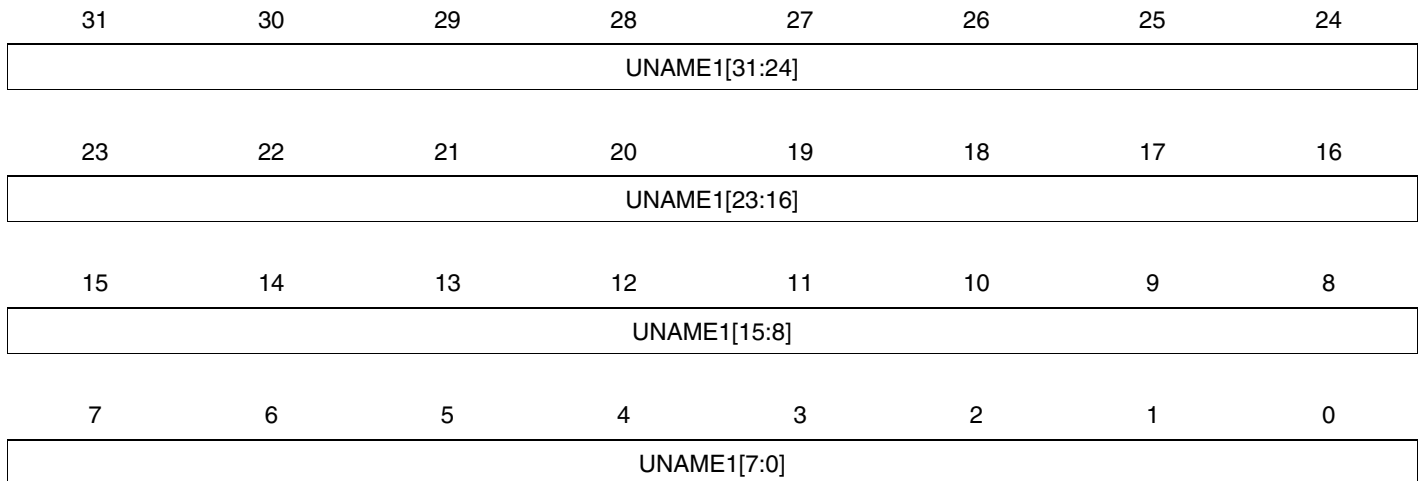 31 30 29 28 27 26 25 24
UNAME1[31:24]
23 22 21 20 19 18 17 16
UNAME1[23:16]
15 14 13 12 11 10 9 8
UNAME1[15:8]
7 6 5 4 3 2 1 0
UNAME1[7:0]